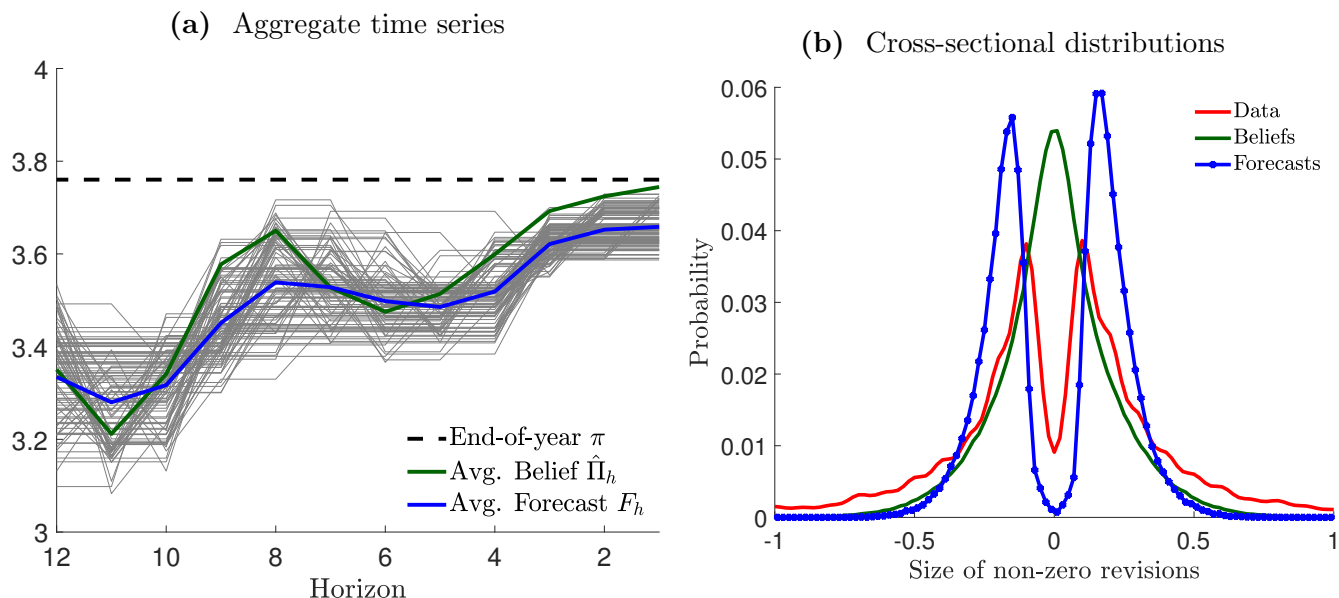 (a) Aggregate time series
4
3.8
3.6
3.4
3.2
3
12
10
8
6
4
2
Horizon
End-of-year π
Avg. Belief Π̂_h
Avg. Forecast F_h
(b) Cross-sectional distributions
0.06
0.05
0.04
0.03
0.02
0.01
0
Probability
-1
-0.5
0
0.5
1
Size of non-zero revisions
Data
Beliefs
Forecasts